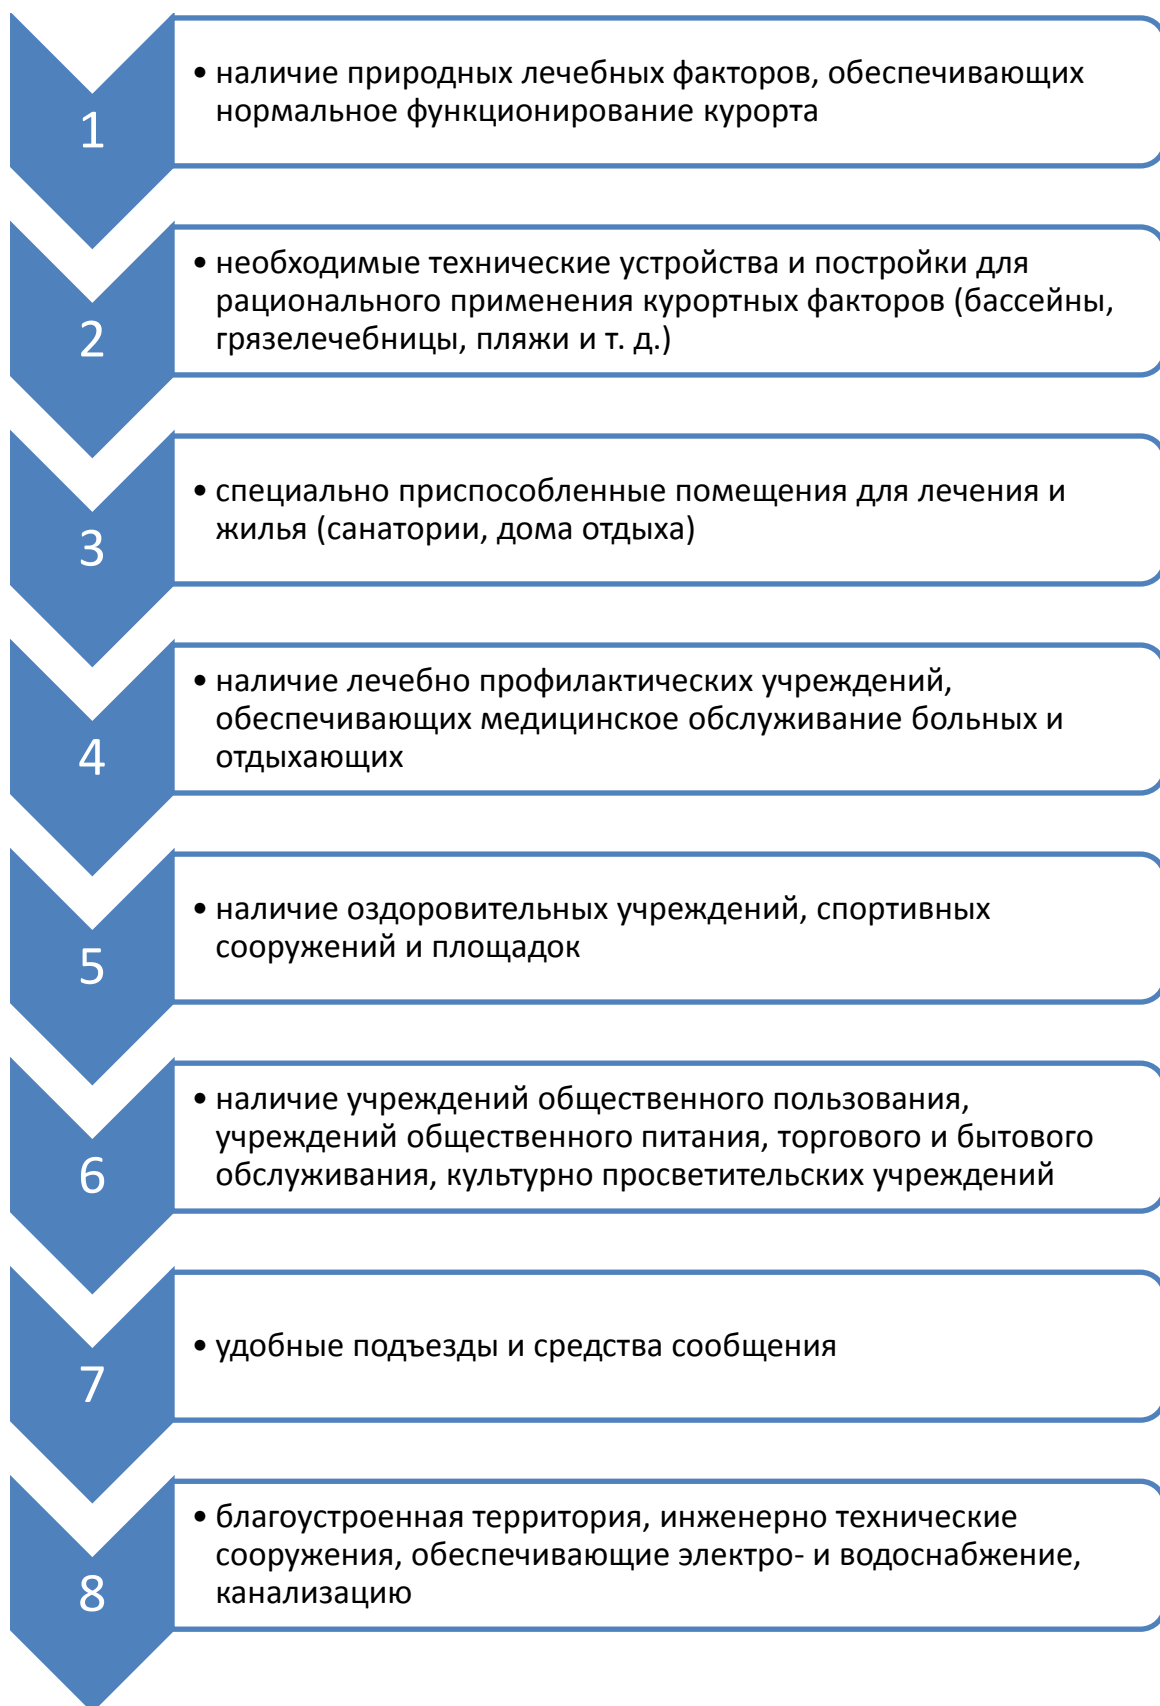 1
• наличие природных лечебных факторов, обеспечивающих
нормальное функционирование курорта
2
• необходимые технические устройства и постройки для
рационального применения курортных факторов (бассейны,
грязелечебницы, пляжи и т. д.)
3
• специально приспособленные помещения для лечения и
жилья (санатории, дома отдыха)
4
• наличие лечебно профилактических учреждений,
обеспечивающих медицинское обслуживание больных и
отдыхающих
5
• наличие оздоровительных учреждений, спортивных
сооружений и площадок
6
• наличие учреждений общественного пользования,
учреждений общественного питания, торгового и бытового
обслуживания, культурно просветительских учреждений
7
• удобные подъезды и средства сообщения
8
• благоустроенная территория, инженерно технические
сооружения, обеспечивающие электро- и водоснабжение,
канализацию